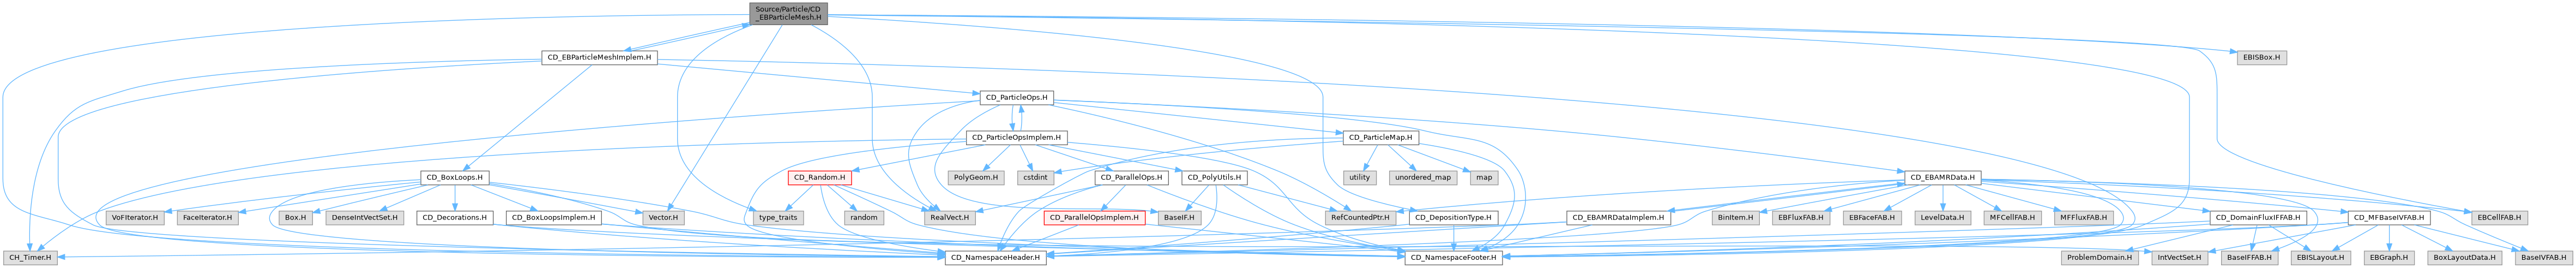 Source/Particle/CD
_EBParticleMesh.H
EBISBox.H
CD_EBParticleMeshImplem.H
CD_ParticleOps.H
CD_ParticleOpsImplem.H
CD_ParticleMap.H
CD_BoxLoops.H
CD_Random.H
PolyGeom.H
cstdint
CD_ParallelOps.H
CD_PolyUtils.H
utility
unordered_map
map
CD_EBAMRData.H
VoFIterator.H
FaceIterator.H
Box.H
DenseIntVectSet.H
CD_Decorations.H
CD_BoxLoopsImplem.H
Vector.H
type_traits
random
RealVect.H
CD_ParallelOpsImplem.H
BaseIF.H
RefCountedPtr.H
CD_DepositionType.H
CD_EBAMRDataImplem.H
BinItem.H
EBFluxFAB.H
EBFaceFAB.H
LevelData.H
MFCellFAB.H
MFFluxFAB.H
CD_DomainFluxIFFAB.H
CD_MFBaseIVFAB.H
EBCellFAB.H
CH_Timer.H
CD_NamespaceHeader.H
CD_NamespaceFooter.H
ProblemDomain.H
IntVectSet.H
BaseIFFAB.H
EBISLayout.H
EBGraph.H
BoxLayoutData.H
BaseIVFAB.H